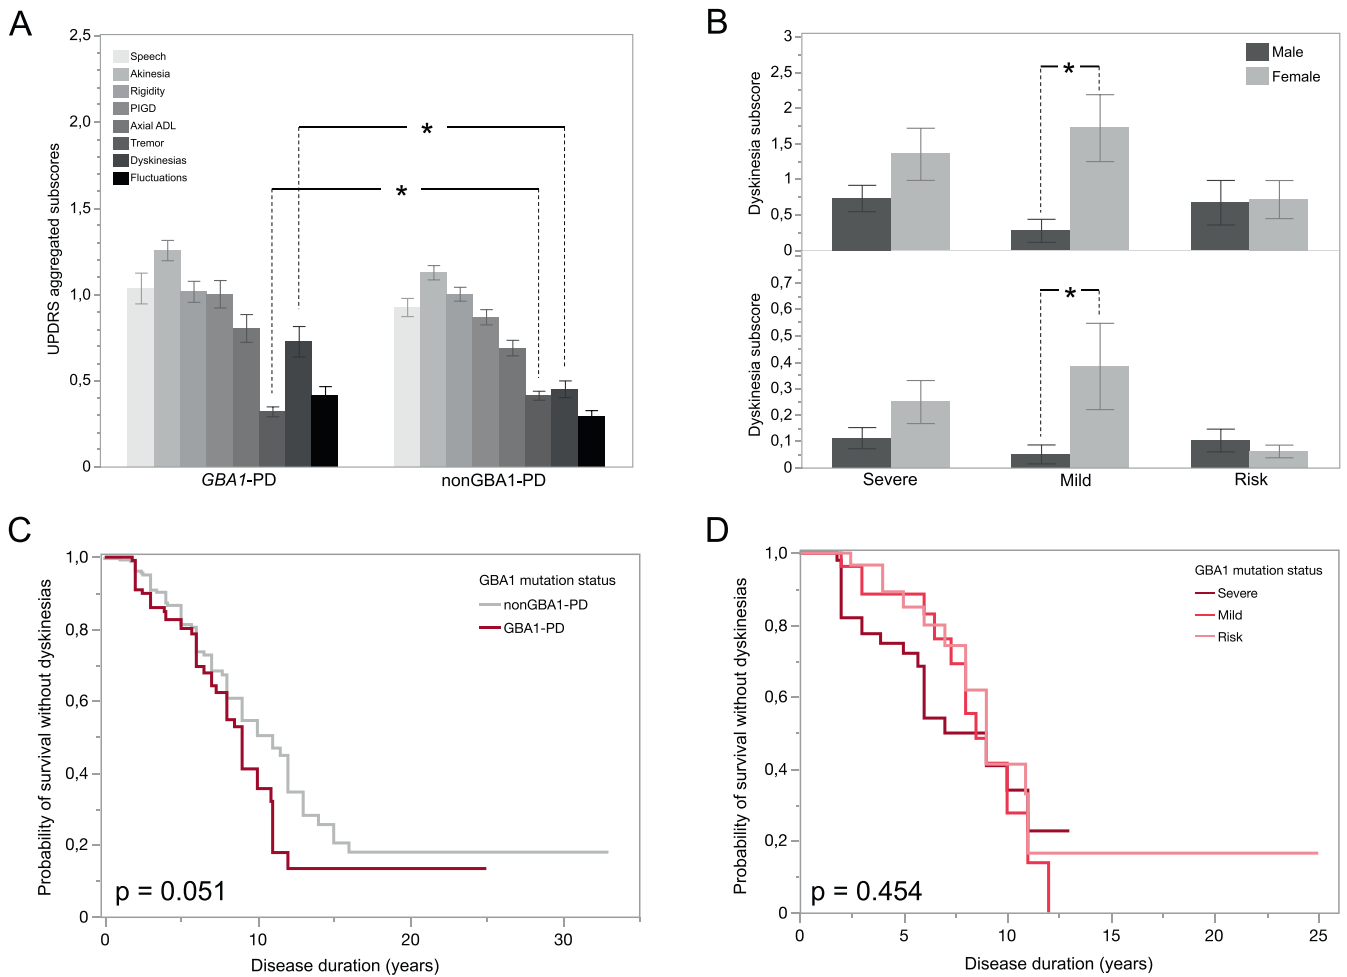 A
UPDRS aggregated subscores
2,5
2,0
1,5
1,0
0,5
0
Speech
Akinesia
Rigidity
PIGD
Axial ADL
Tremor
Dyskinesias
Fluctuations
*
*
GBA1-PD
nonGBA1-PD
B
Dyskinesia subscore
3
2,5
2
1,5
1
0,5
0
Male
Female
*
Dyskinesia subscore
0,7
0,6
0,5
0,4
0,3
0,2
0,1
0
*
Severe
Mild
Risk
C
Probability of survival without dyskinesias
1,0
0,8
0,6
0,4
0,2
0
GBA1 mutation status
nonGBA1-PD
GBA1-PD
p = 0.051
0
10
20
30
Disease duration (years)
D
Probability of survival without dyskinesias
1,0
0,8
0,6
0,4
0,2
0
GBA1 mutation status
Severe
Mild
Risk
p = 0.454
0
5
10
15
20
25
Disease duration (years)